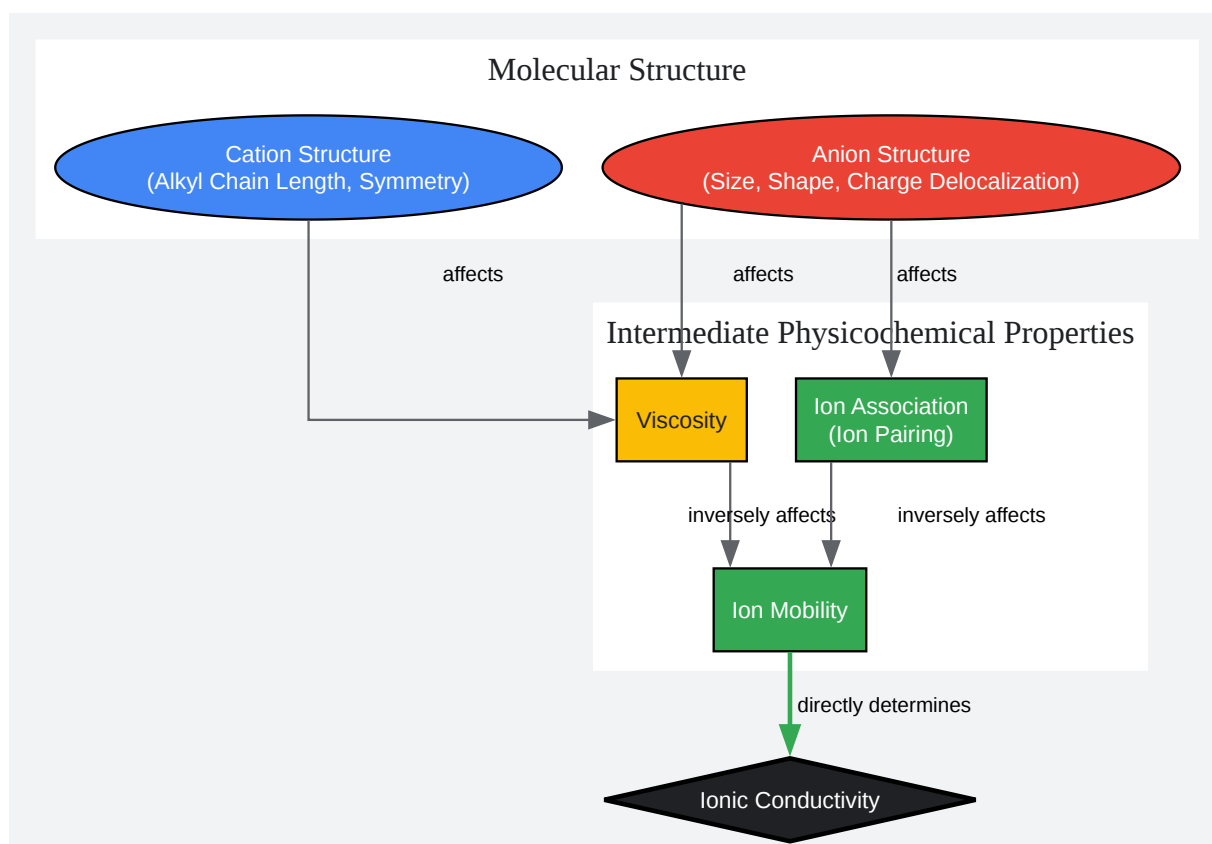 Molecular Structure
Cation Structure
(Alkyl Chain Length, Symmetry)
Anion Structure
(Size, Shape, Charge Delocalization)
affects
affects
affects
Intermediate Physicochemical Properties
Viscosity
Ion Association
(Ion Pairing)
inversely affects
inversely affects
Ion Mobility
directly determines
Ionic Conductivity